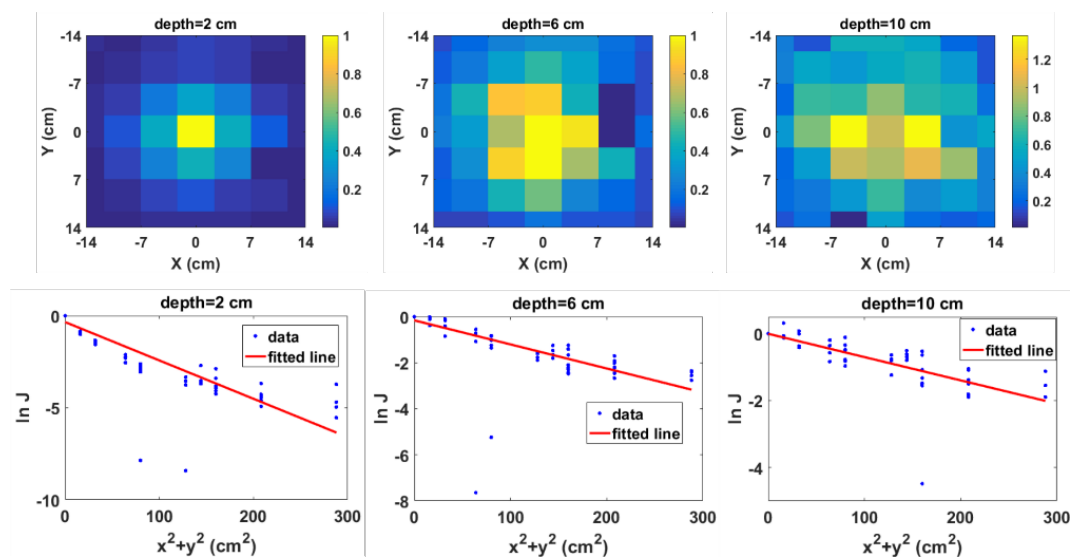 depth=2 cm
-14
-7
0
7
14
Y (cm)
-14
-7
0
7
14
X (cm)
1
0.8
0.6
0.4
0.2
depth=6 cm
-14
-7
0
7
14
Y (cm)
-14
-7
0
7
14
X (cm)
1
0.8
0.6
0.4
0.2
depth=10 cm
-14
-7
0
7
14
Y (cm)
-14
-7
0
7
14
X (cm)
1.2
1
0.8
0.6
0.4
0.2
depth=2 cm
0
-5
-10
ln J
data
fitted line
0
100
200
300
x²+y² (cm²)
depth=6 cm
0
-2
-4
-6
-8
ln J
data
fitted line
0
100
200
300
x²+y² (cm²)
depth=10 cm
0
-2
-4
ln J
data
fitted line
0
100
200
300
x²+y² (cm²)